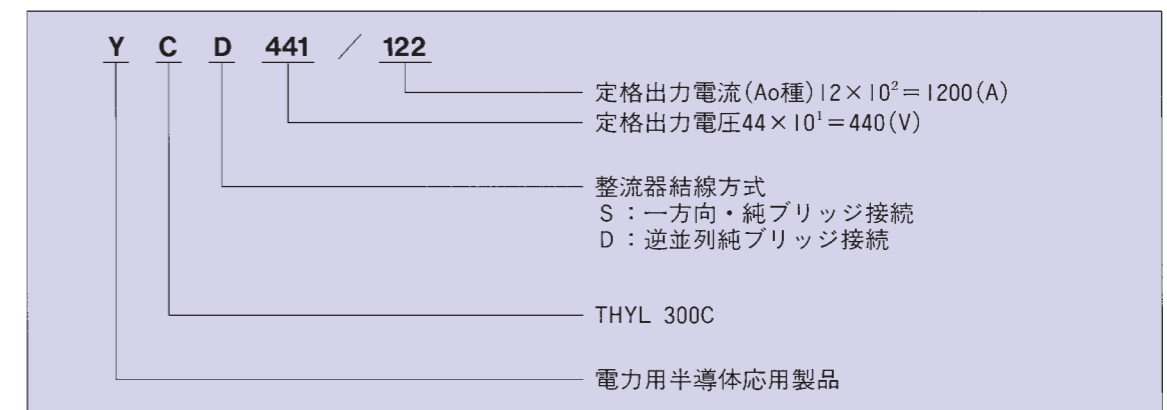 Y C D 441 / 122
定格出力電流(Ao種)12×10²=1200(A)
定格出力電圧44×10¹=440(V)
整流器結線方式
S:一方向・純ブリッジ接続
D:逆並列純ブリッジ接続
THYL 300C
電力用半導体応用製品